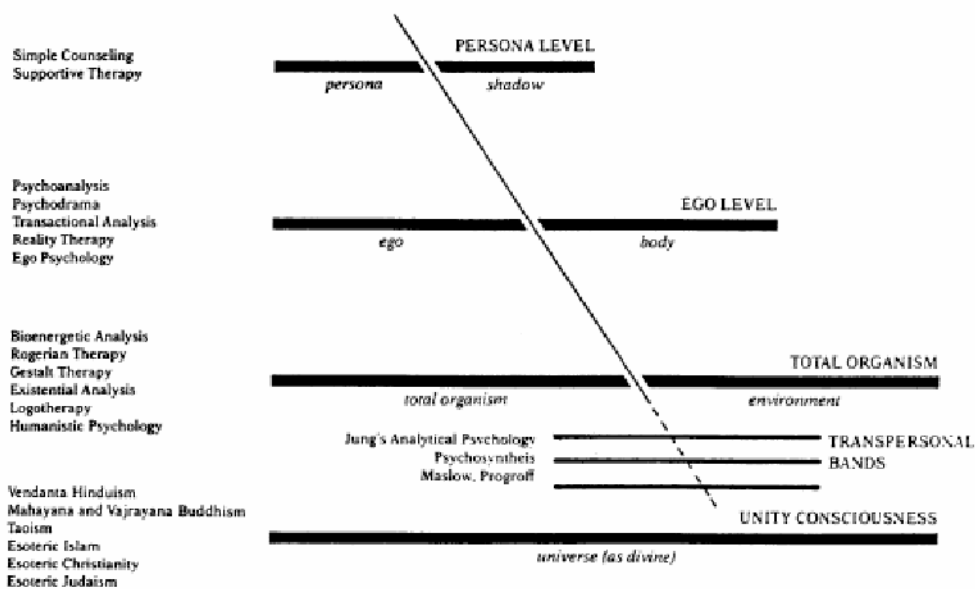 PERSONA LEVEL
Simple Counseling
Supportive Therapy
persona
shadow
Psychoanalysis
Psychodrama
Transactional Analysis
Reality Therapy
Ego Psychology
EGO LEVEL
ego
body
Bioenergetic Analysis
Rogerian Therapy
Gestalt Therapy
Existential Analysis
Logotherapy
Humanistic Psychology
TOTAL ORGANISM
total organism
environment
Jung's Analytical Psychology
Psychosyntheis
Maslow, Progroff
TRANSPERSONAL
BANDS
Vendanta Hinduism
Mahayana and Vajrayana Buddhism
Taoism
Esoteric Islam
Esoteric Christianity
Esoteric Judaism
UNITY CONSCIOUSNESS
universe (as divine)